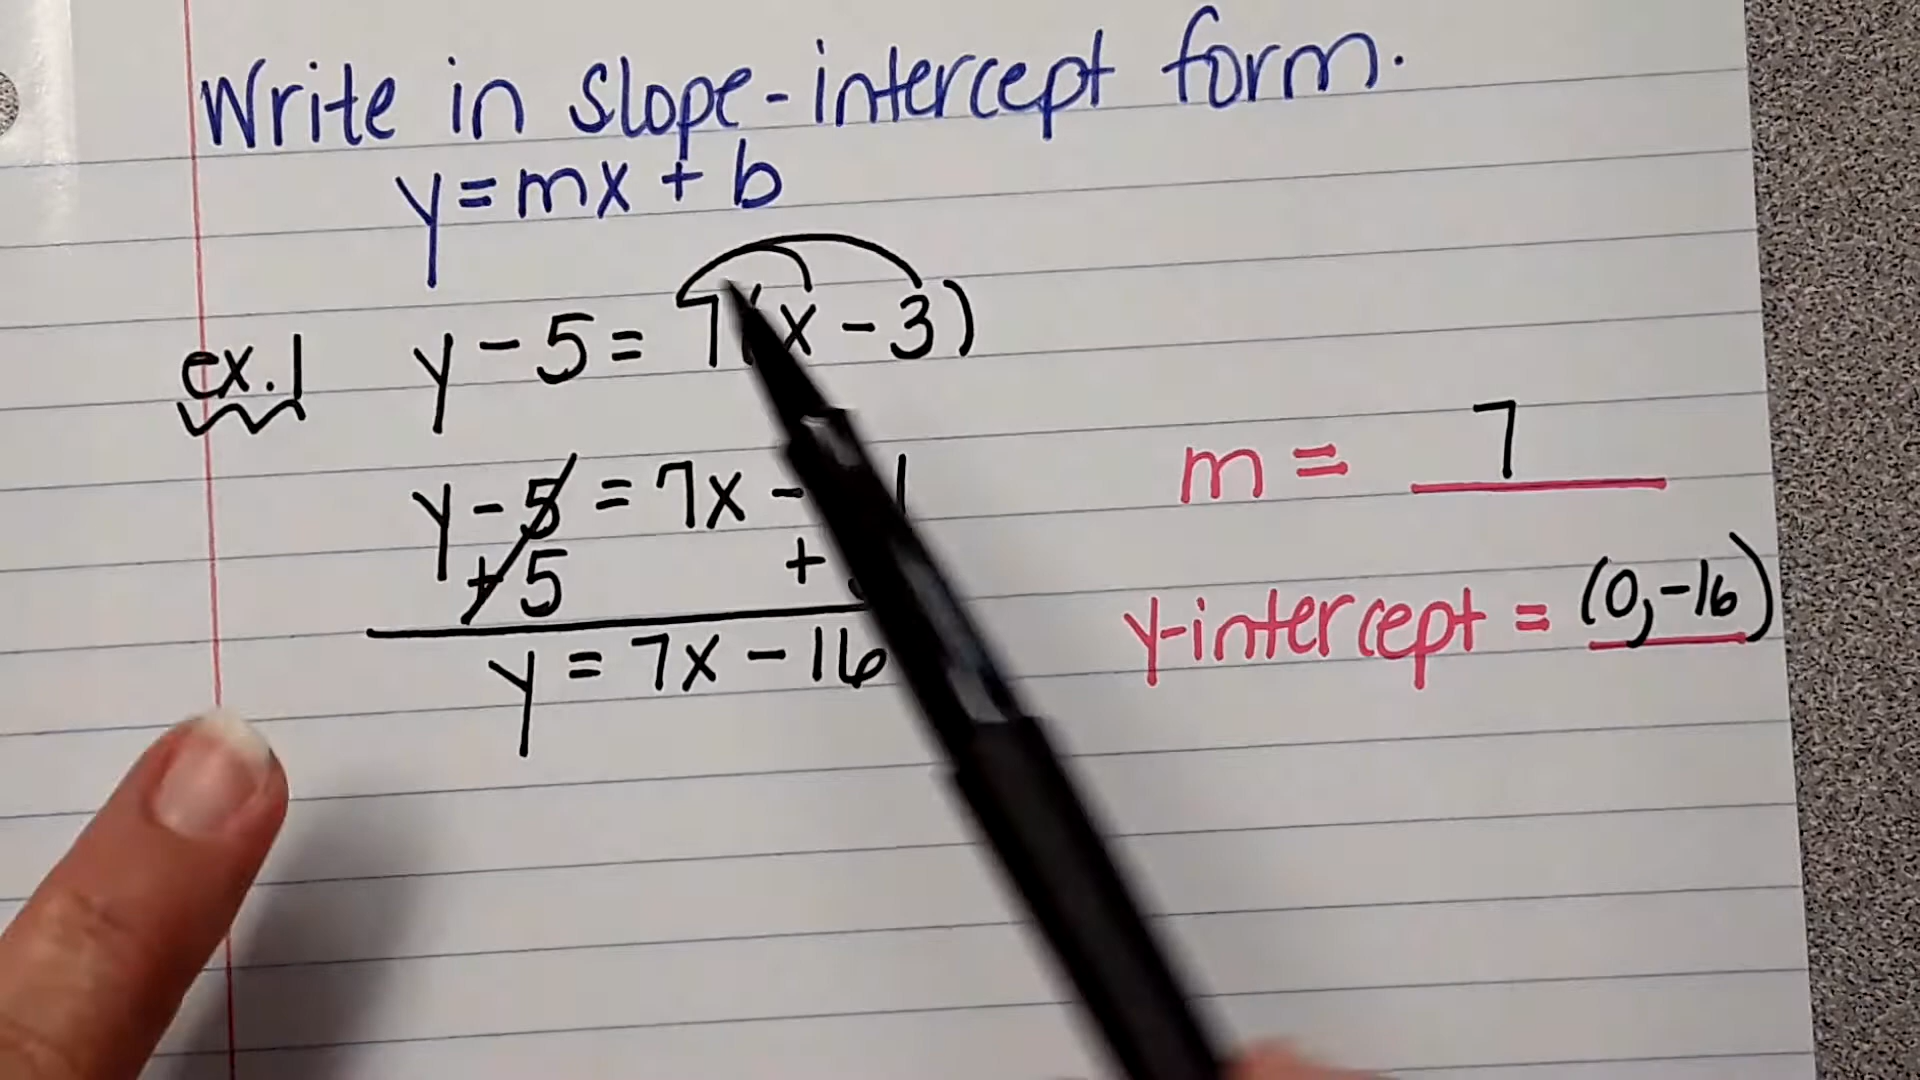 Write in slope-intercept form.
y = mx + b
ex. 1 y - 5 = 7(x - 3)
y - 5 = 7x - 1
+ 5 +
y = 7x - 16
m = 7
y-intercept = (0, -16)